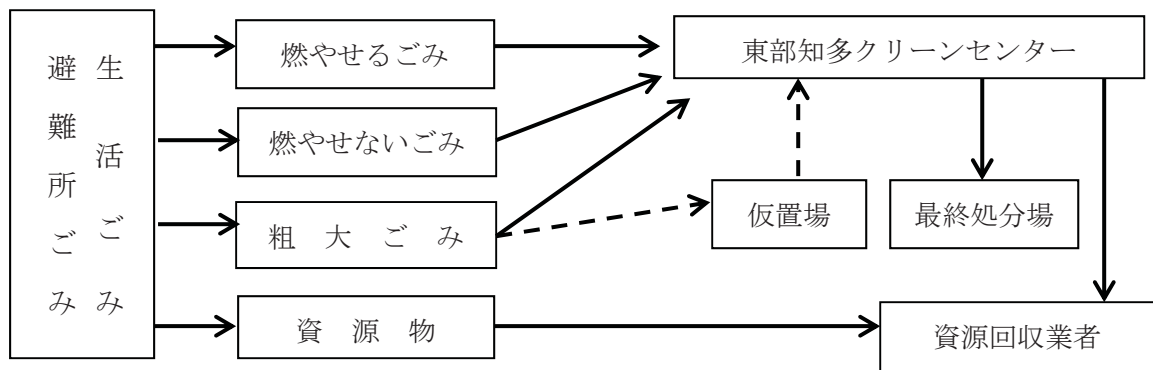 生活ごみ
避難所ごみ
燃やせるごみ
燃やせないごみ
粗大ごみ
資源物
東部知多クリーンセンター
仮置場
最終処分場
資源回収業者